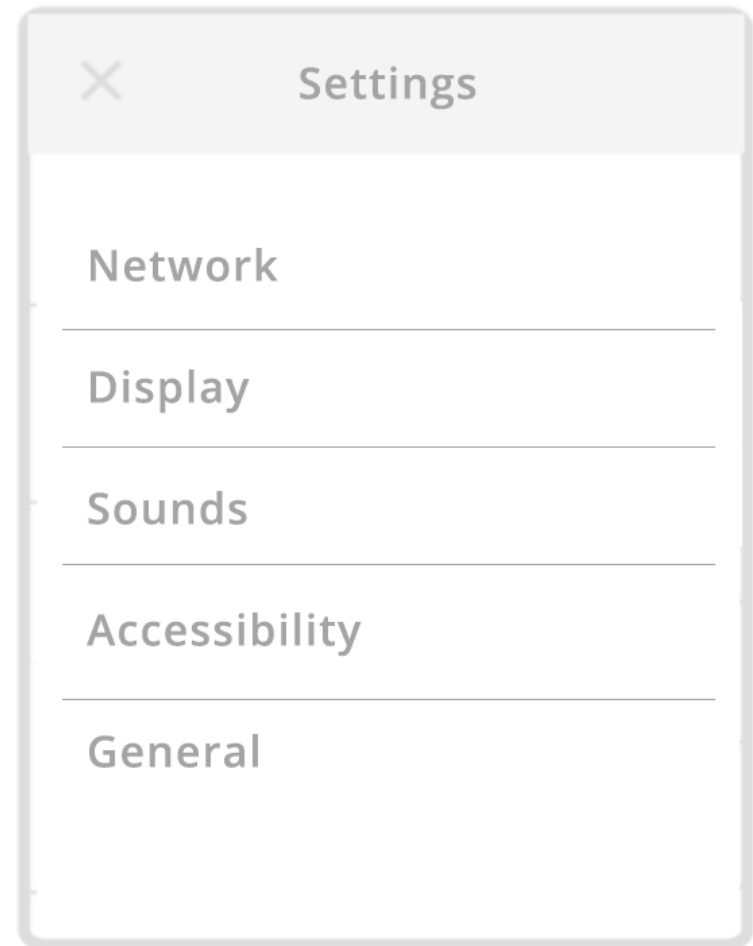 Settings
Network
Display
Sounds
Accessibility
General